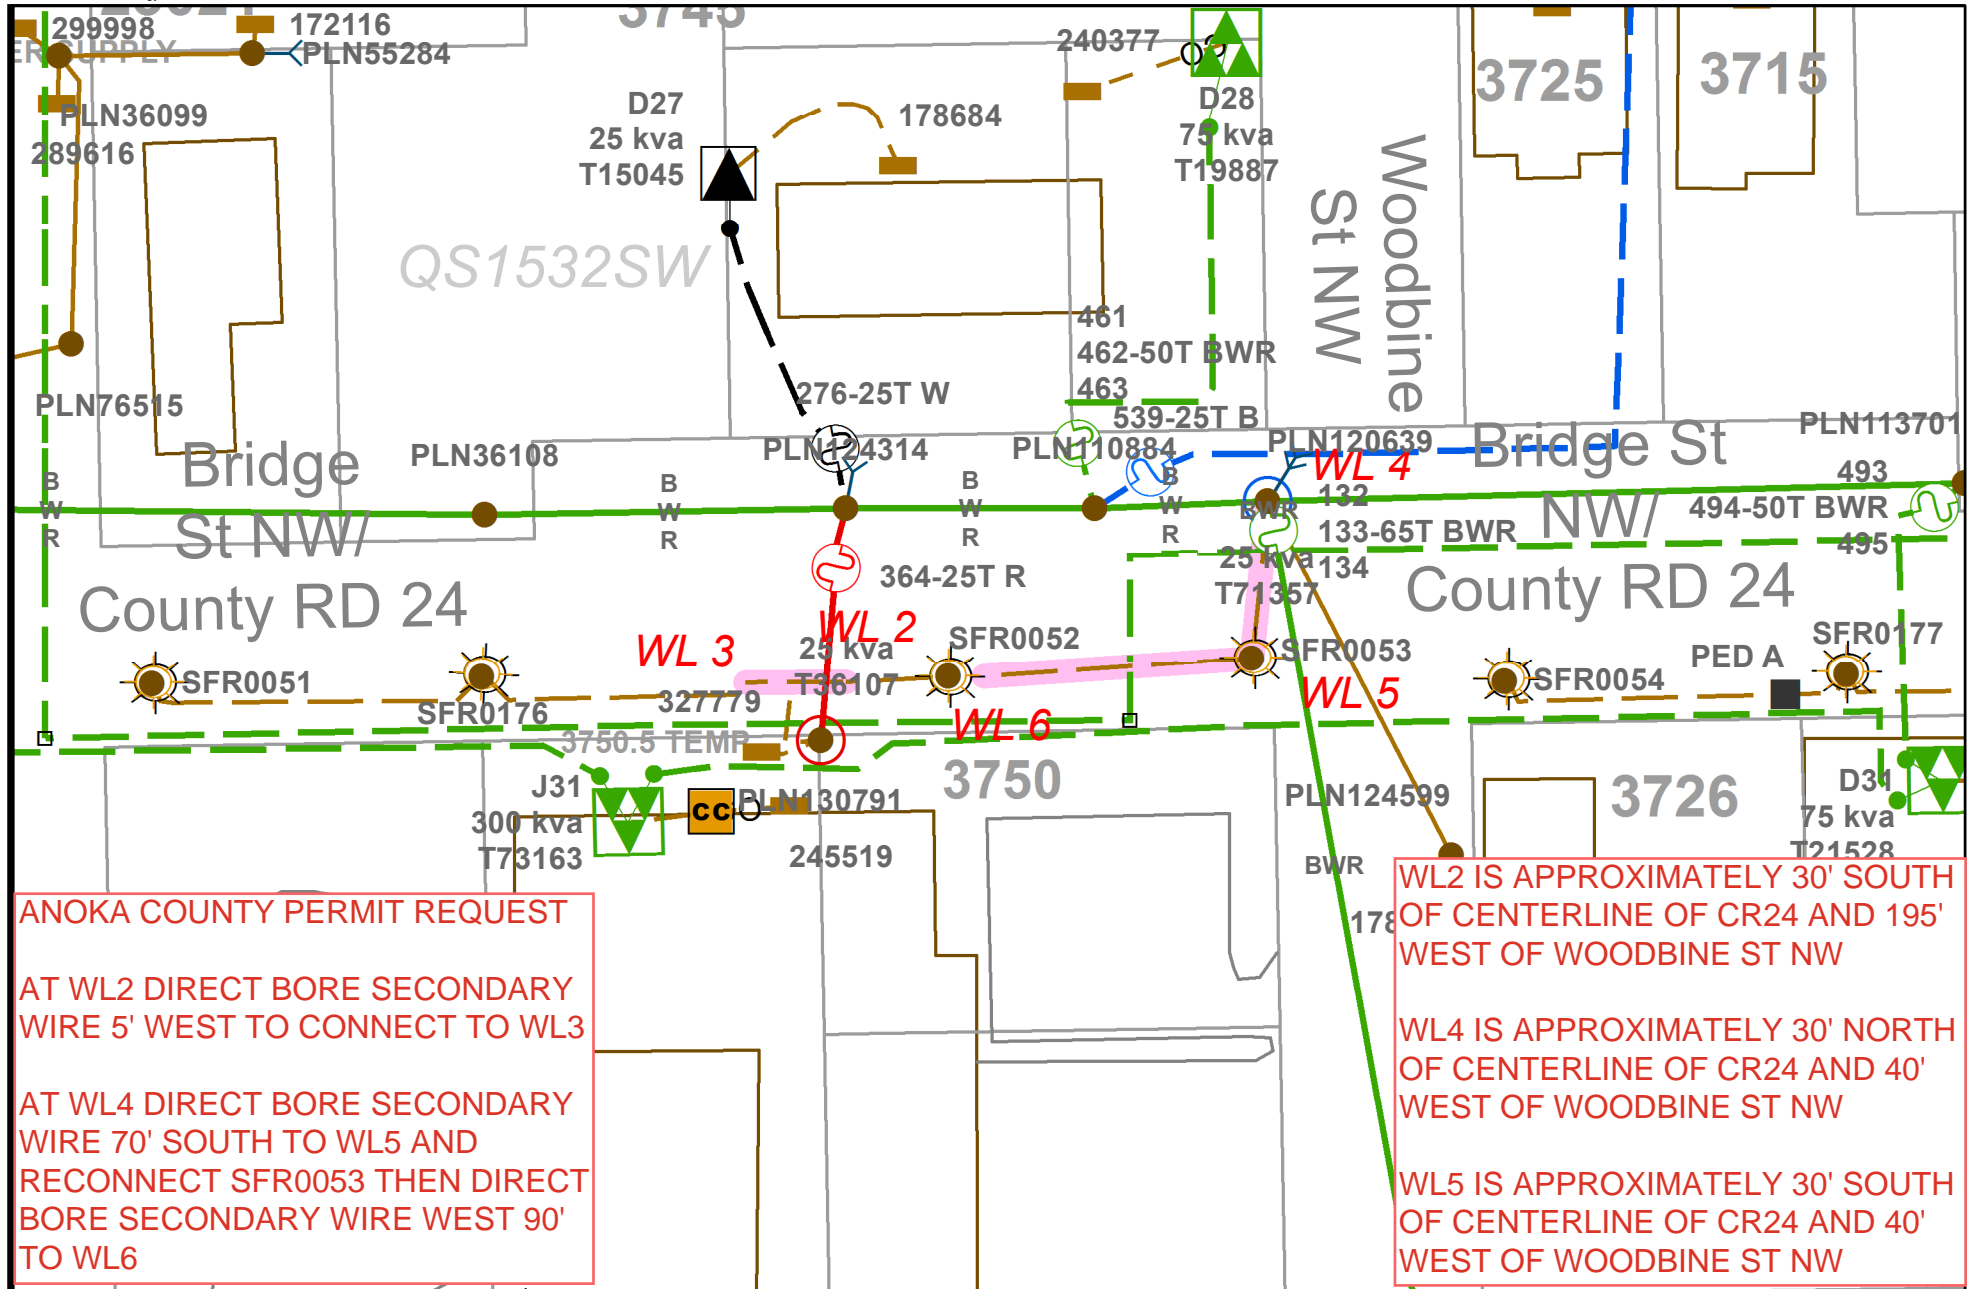 299998
172116
PLN55284
ER SUPPLY
PLN36099
289616
3745
240377
D27
25 kva
T15045
178684
D28
75 kva
T19887
3725
3715
Woodbine
St NW
QS1532SW
461
462-50T BWR
463
276-25T W
539-25T B
PLN76515
PLN36108
PLN124314
PLN110884
PLN120639
PLN113701
WL 4
Bridge
St NW/
County RD 24
B
W
R
B
W
R
B
W
R
B
W
R
BWR
132
133-65T BWR
134
Bridge St
NW/
County RD 24
493
494-50T BWR
495
364-25T R
25 kva
T71357
WL 2
WL 3
25 kva
T36107
SFR0051
SFR0176
327779
SFR0052
SFR0053
WL 5
WL 6
SFR0054
PED A
SFR0177
3750.5 TEMP
3750
J31
300 kva
T73163
CC
PLN130791
245519
PLN124599
BWR
178
3726
D31
75 kva
T21528
ANOKA COUNTY PERMIT REQUEST
AT WL2 DIRECT BORE SECONDARY
WIRE 5' WEST TO CONNECT TO WL3
AT WL4 DIRECT BORE SECONDARY
WIRE 70' SOUTH TO WL5 AND
RECONNECT SFR0053 THEN DIRECT
BORE SECONDARY WIRE WEST 90'
TO WL6
WL2 IS APPROXIMATELY 30' SOUTH
OF CENTERLINE OF CR24 AND 195'
WEST OF WOODBINE ST NW
WL4 IS APPROXIMATELY 30' NORTH
OF CENTERLINE OF CR24 AND 40'
WEST OF WOODBINE ST NW
WL5 IS APPROXIMATELY 30' SOUTH
OF CENTERLINE OF CR24 AND 40'
WEST OF WOODBINE ST NW